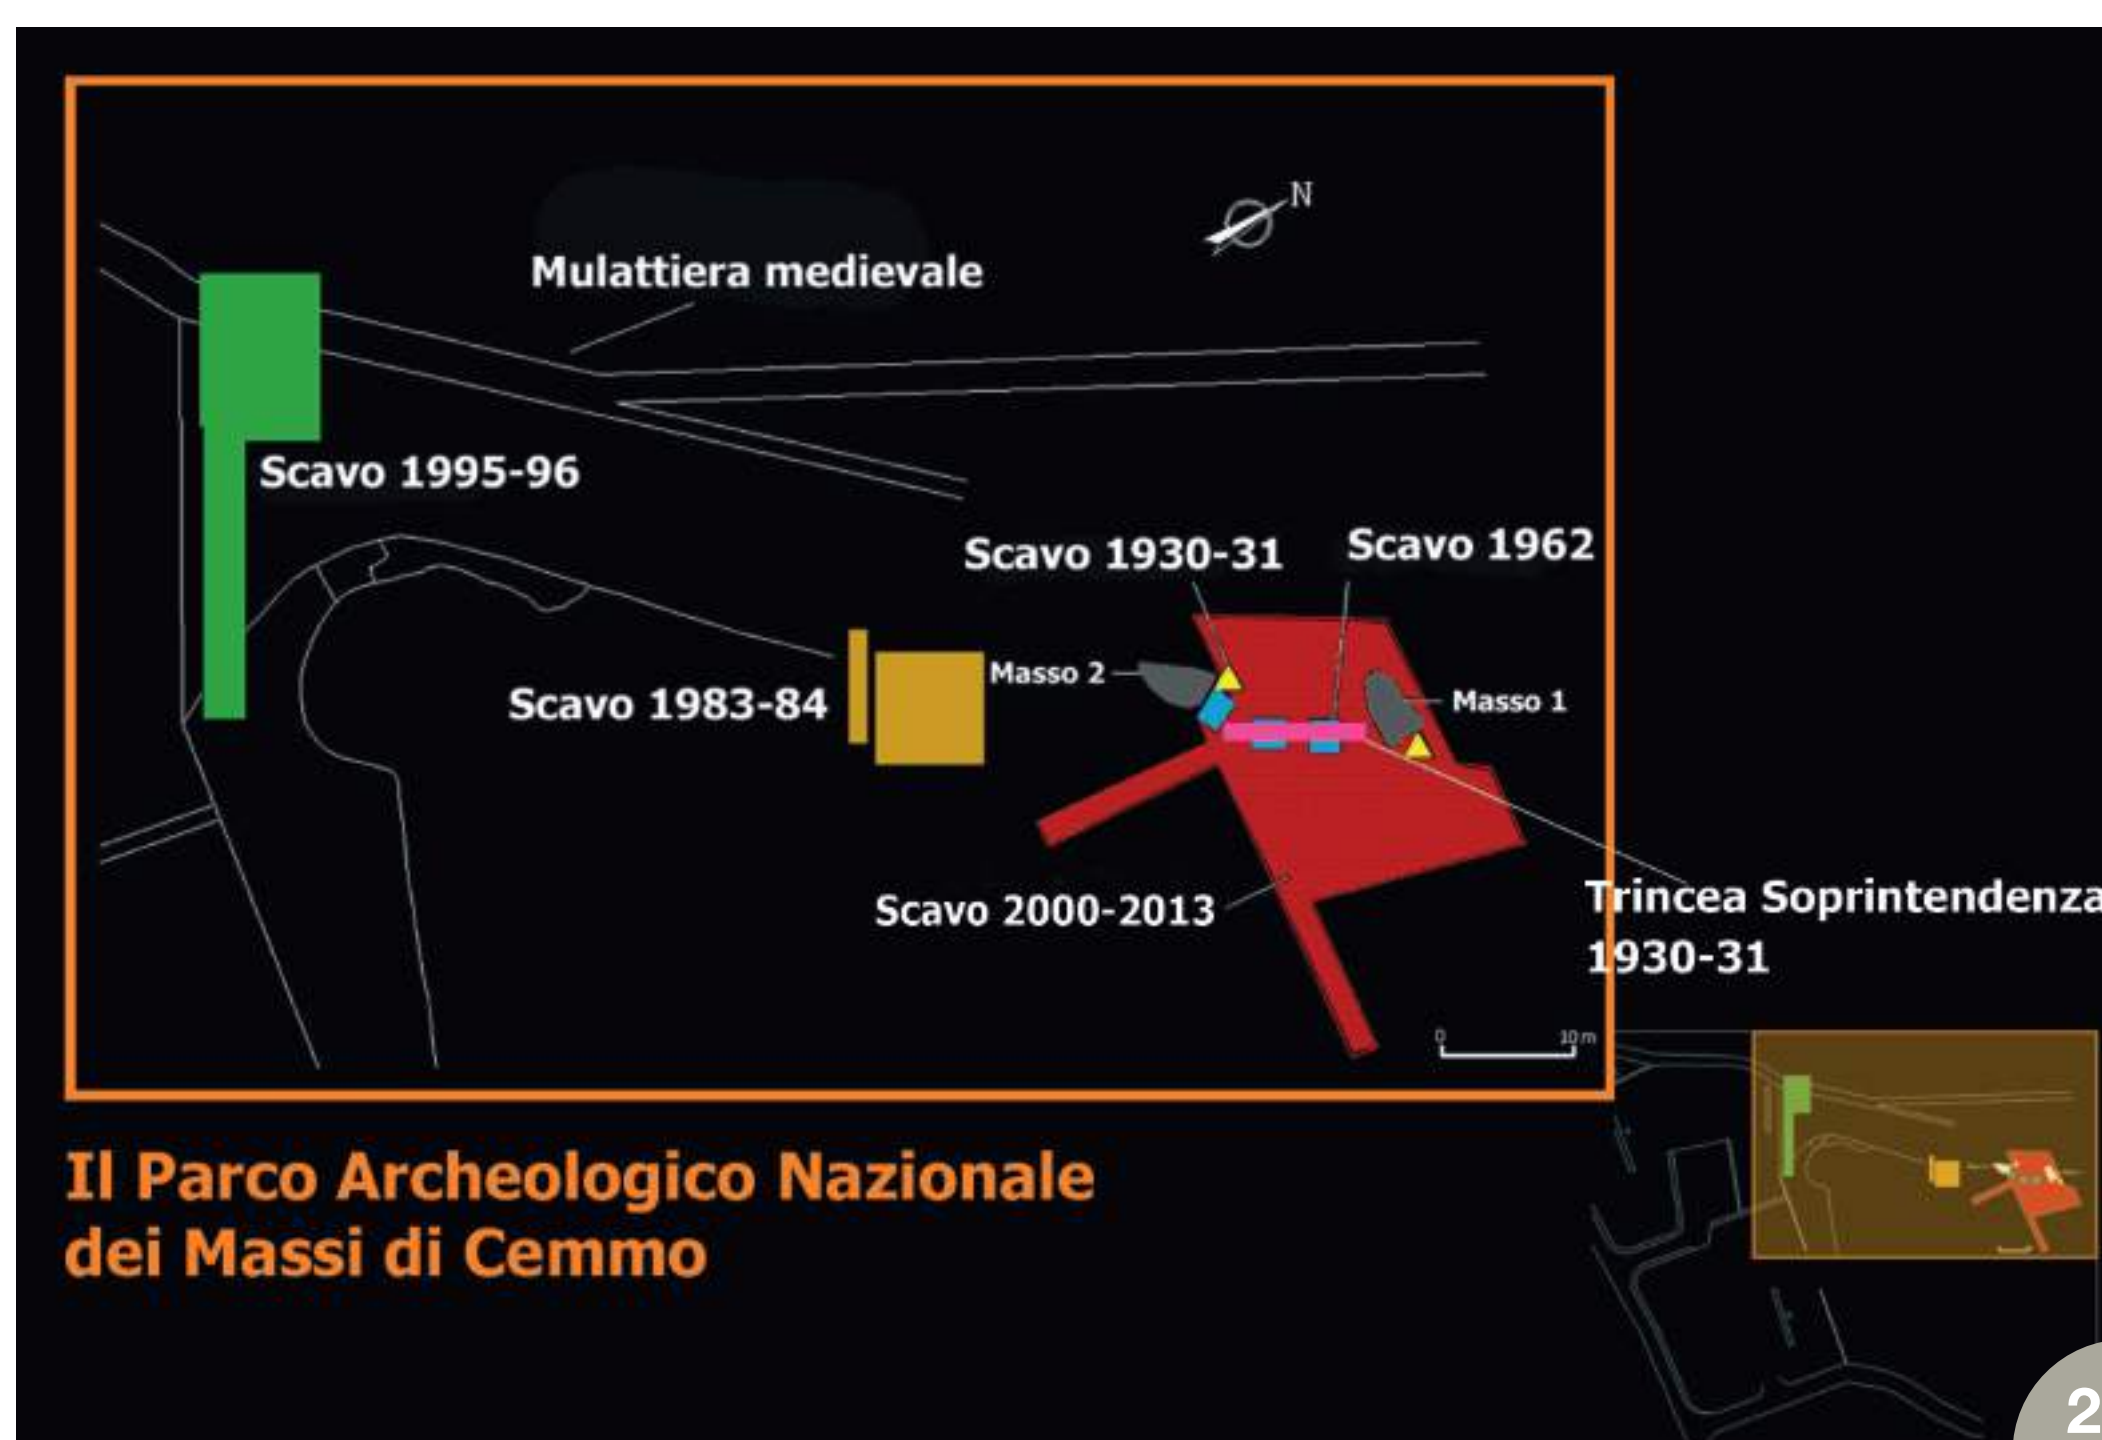 N
Mulattiera medievale
Scavo 1995-96
Scavo 1930-31
Scavo 1962
Masso 2
Masso 1
Scavo 1983-84
Scavo 2000-2013
Trincea Soprintendenza
1930-31
0 10 m
Il Parco Archeologico Nazionale
dei Massi di Cemmo
2